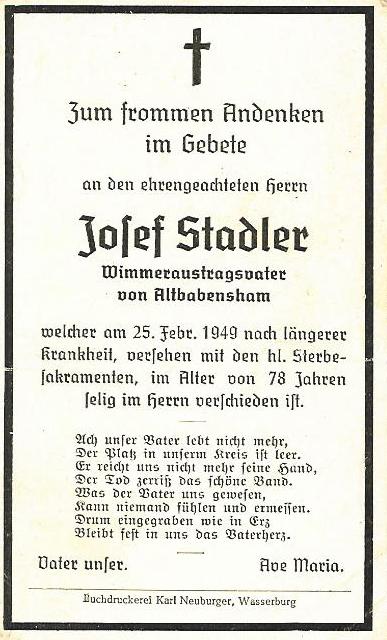 Zum frommen Andenken
im Gebete
an den ehrengeachteten Herrn
Josef Stadler
Wimmeraustragsvater
von Altbabensham
welcher am 25. Febr. 1949 nach längerer
Krankheit, versehen mit den hl. Sterbe-
sakramenten, im Alter von 78 Jahren
selig im Herrn verschieden ist.
Ach unser Vater lebt nicht mehr,
Der Platz in unserm Kreis ist leer.
Er reicht uns nicht mehr seine Hand,
Der Tod zerriß das schöne Band.
Was der Vater uns gewesen,
Kann niemand fühlen und ermessen.
Drum eingegraben wie in Erz
Bleibt fest in uns das Vaterherz.
Vater unser. Ave Maria.
Buchdruckerei Karl Neuburger, Wasserburg